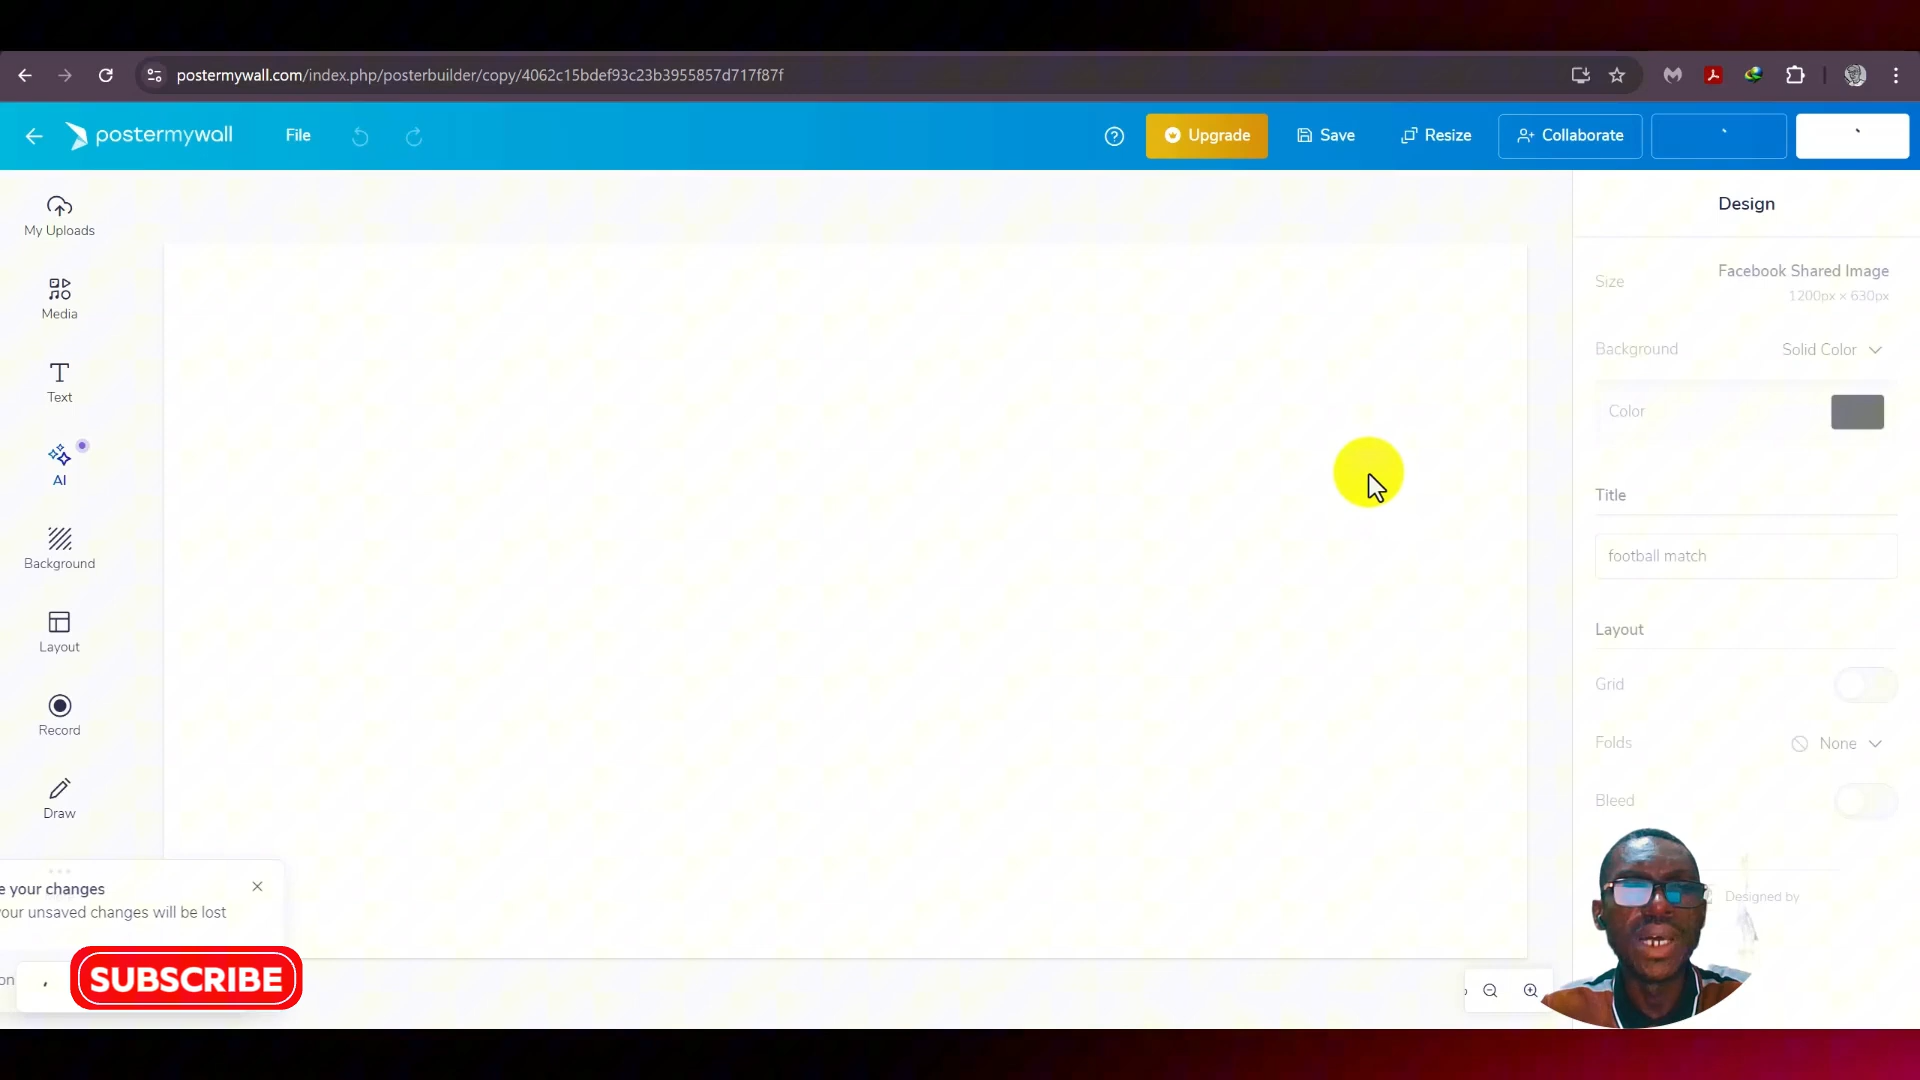 postermywall.com/index.php/posterbuilder/copy/4062c15bdef93c23b3955857d717f87f
postermywall
File
Upgrade
Save
Resize
Collaborate
My Uploads
Media
Text
AI
Background
Layout
Record
Draw
Design
Size
Facebook Shared Image
1200px × 630px
Background
Solid Color
Color
Title
football match
Layout
Grid
Folds
None
Bleed
Designed by
e your changes
our unsaved changes will be lost
on
SUBSCRIBE